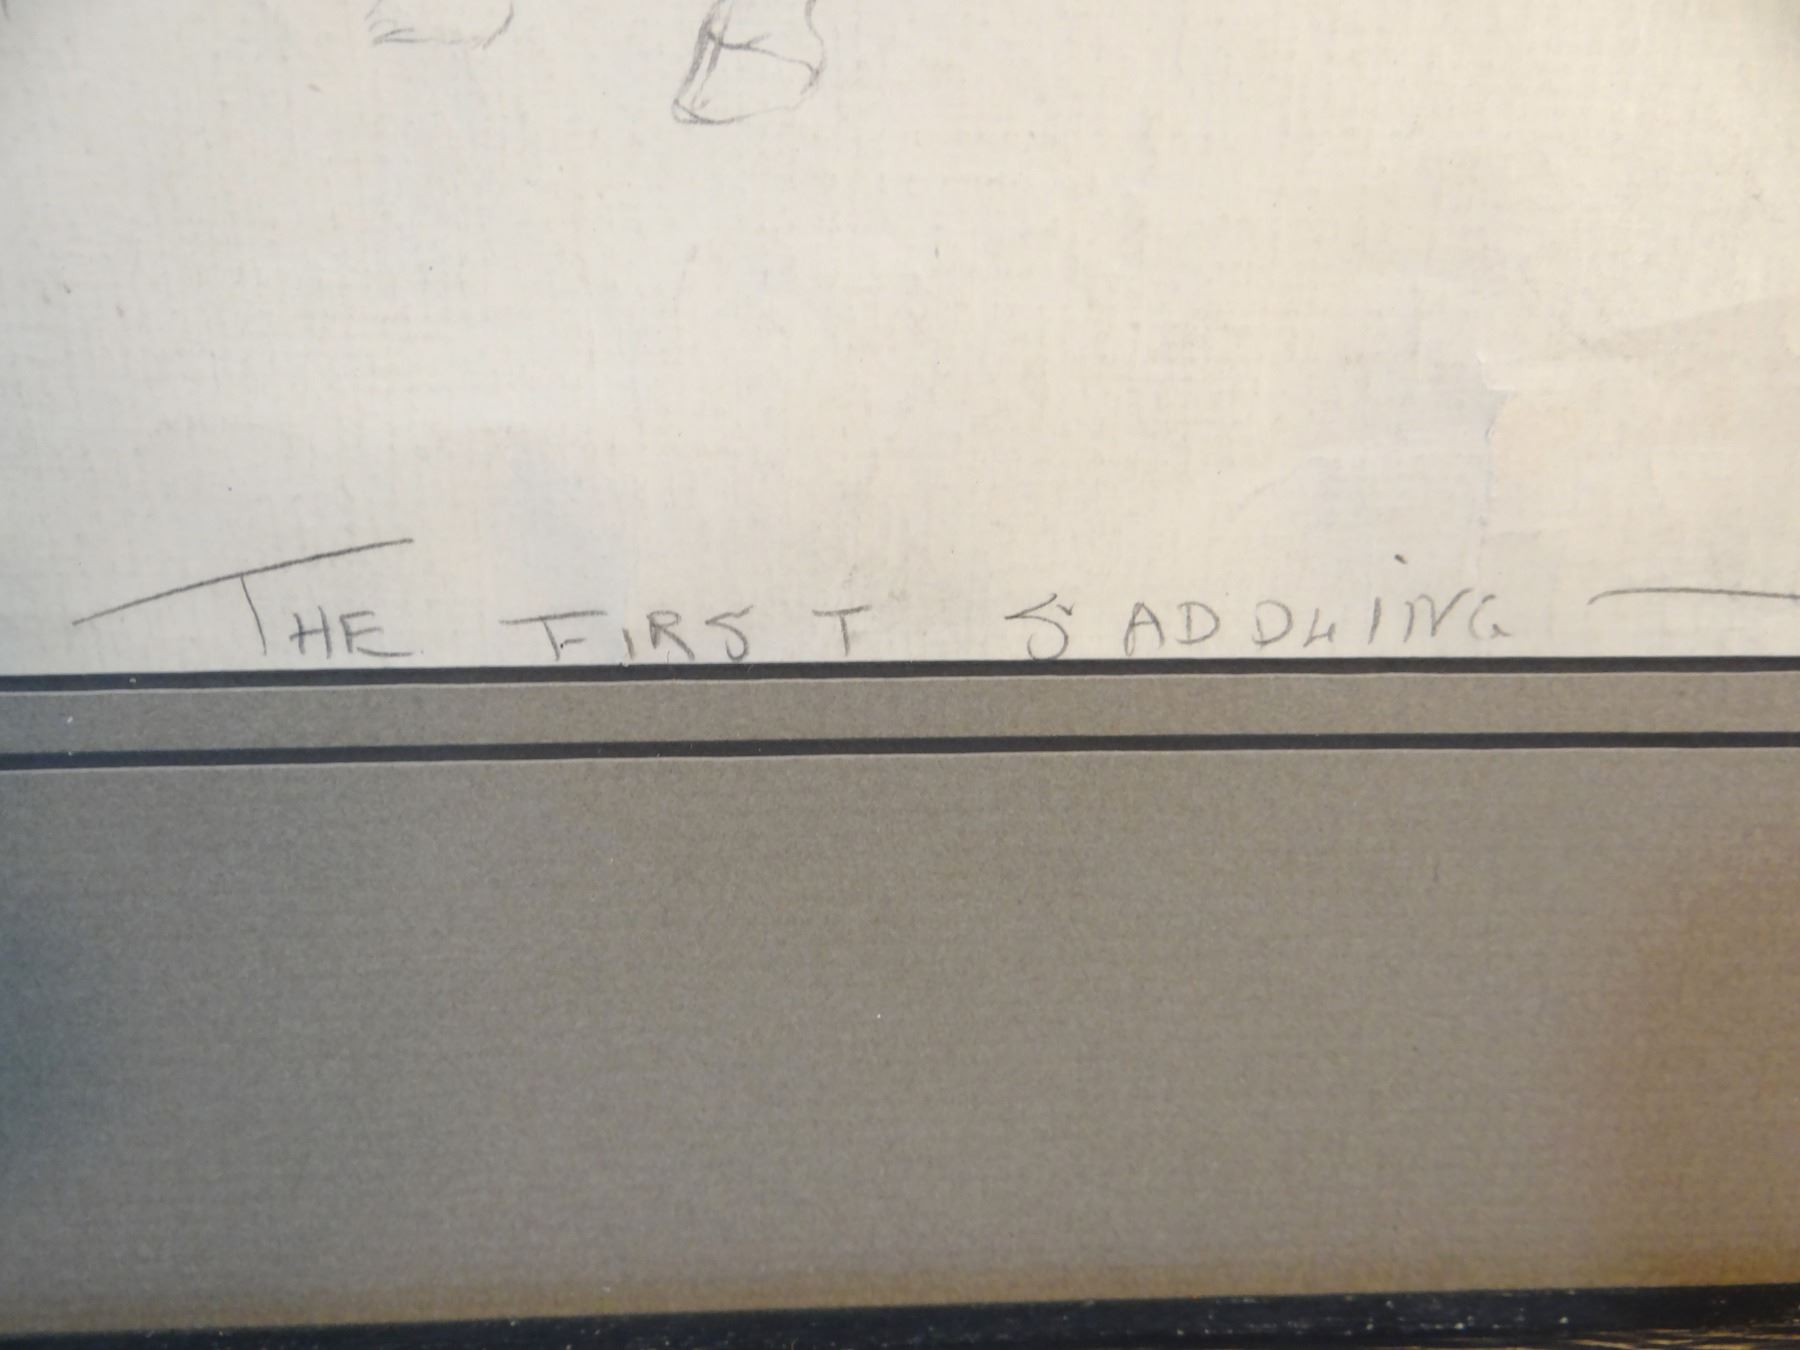 THE FIRST SADDLING